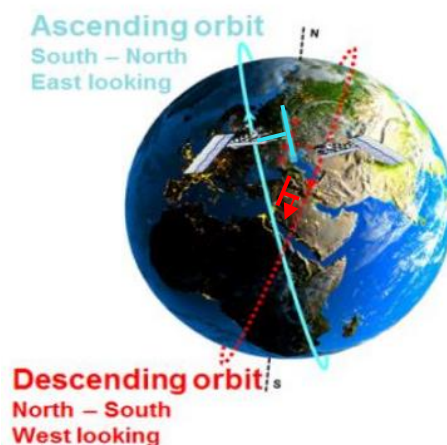 Ascending orbit
South – North
East looking
N
Descending orbit
North – South
West looking
S